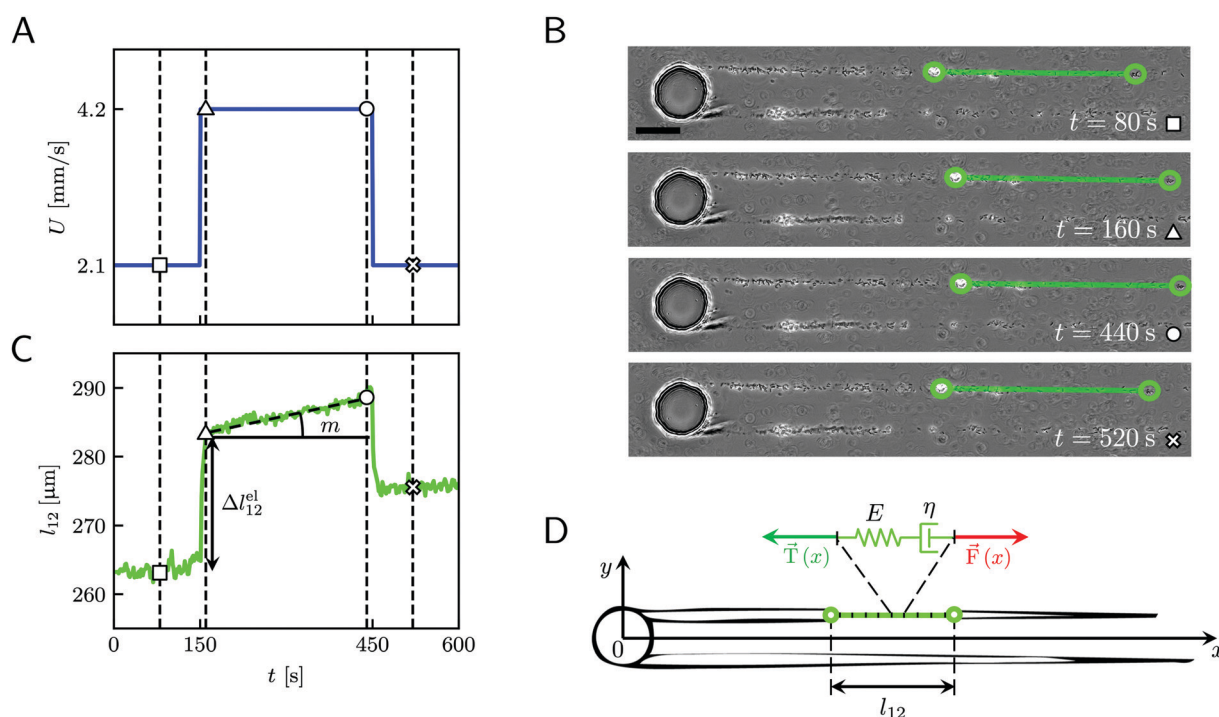 A
4.2
2.1
U [mm/s]
B
t = 80 s
t = 160 s
t = 440 s
t = 520 s
C
290
280
270
260
l₁₂ [µm]
m
Δl₁₂ᵉˡ
0
150
450
600
t [s]
D
E
η
T⃗ (x)
F⃗ (x)
y
0
x
l₁₂